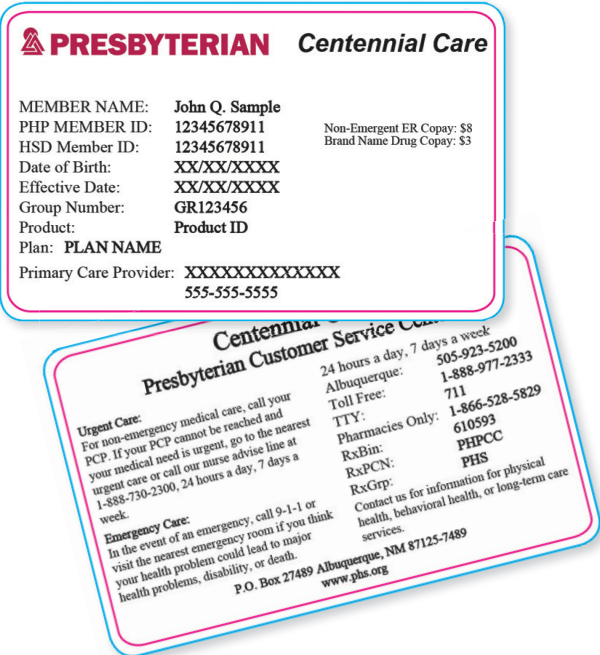 PRESBYTERIAN Centennial Care
MEMBER NAME: John Q. Sample
PHP MEMBER ID: 12345678911
HSD Member ID: 12345678911
Date of Birth: XX/XX/XXXX
Effective Date: XX/XX/XXXX
Group Number: GR123456
Product: Product ID
Plan: PLAN NAME
Primary Care Provider: XXXXXXXXXXXXX
555-555-5555
Non-Emergent ER Copay: $8
Brand Name Drug Copay: $3
Centennial
Presbyterian Customer Service
Urgent Care:
For non-emergency medical care, call your
PCP. If your PCP cannot be reached and
your medical need is urgent, go to the nearest
urgent care or call our nurse advise line at
1-888-730-2300, 24 hours a day, 7 days a
week.
Emergency Care:
In the event of an emergency, call 9-1-1 or
visit the nearest emergency room if you think
your health problem could lead to major
health problems, disability, or death.
24 hours a day, 7 days a week
Albuquerque: 505-923-5200
Toll Free: 1-888-977-2333
TTY: 711
Pharmacies Only: 1-866-528-5829
RxBin: 610593
RxPCN: PHPCC
RxGrp: PHS
Contact us for information for physical
health, behavioral health, or long-term care
services.
P.O. Box 27489 Albuquerque, NM 87125-7489
www.phs.org